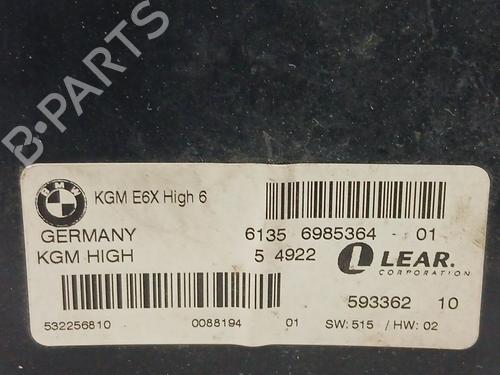 B-PARTS
BMW
KGM E6X High 6
GERMANY 6135 6985364 - 01
KGM HIGH 5 4922 L LEAR.
CORPORATION
593362 10
532256810 0088194 01 SW: 515 / HW: 02